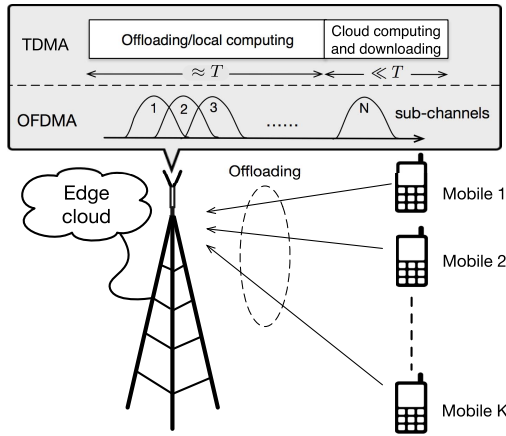 TDMA
Offloading/local computing
Cloud computing
and downloading
≈ T
≪ T
OFDMA
1 2 3 ...... N
sub-channels
Offloading
Edge
cloud
Mobile 1
Mobile 2
Mobile K